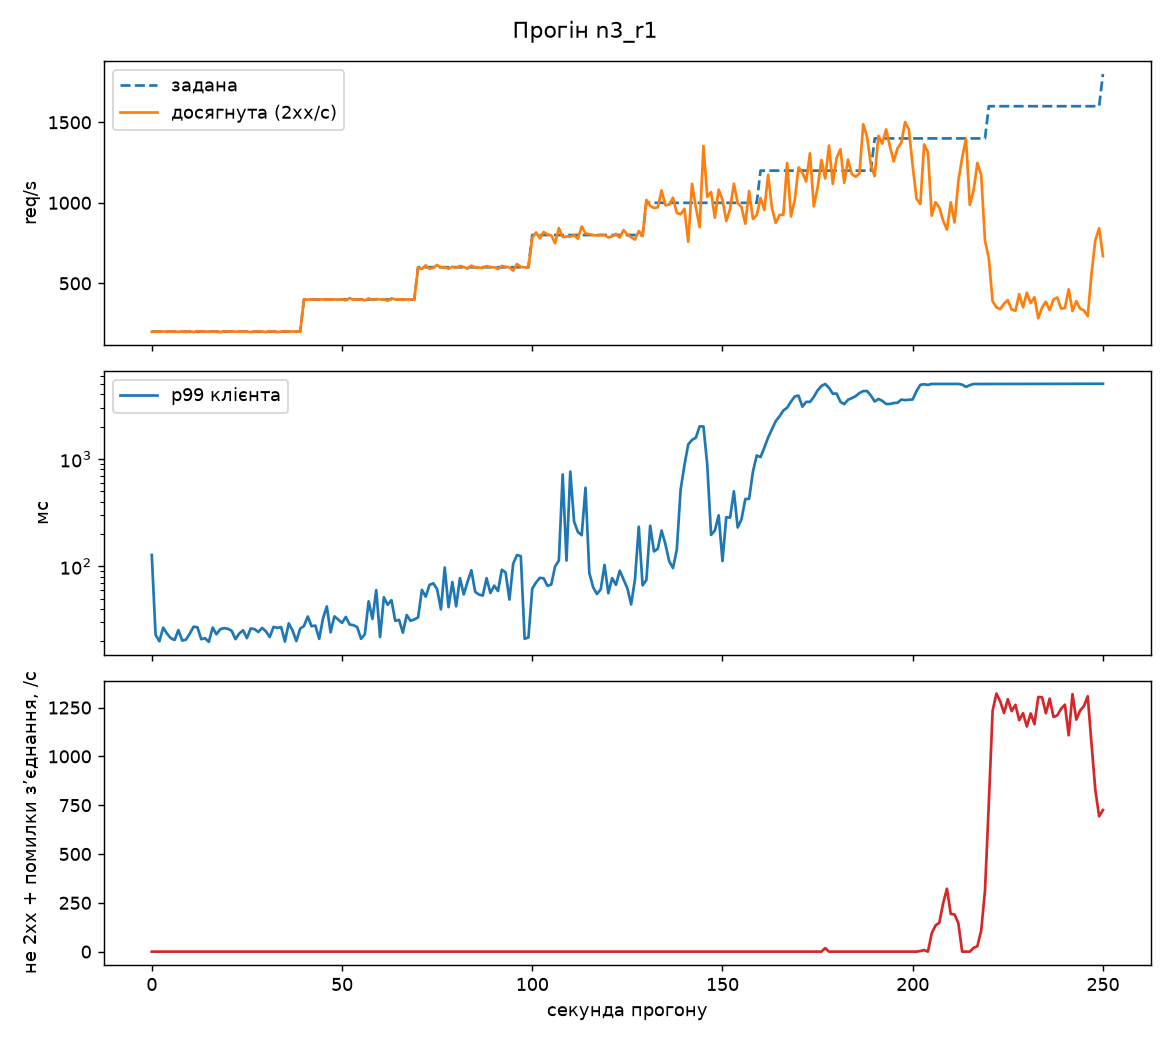 Прогін n3_r1
задана
досягнута (2xx/с)
req/s
1500
1000
500
p99 клієнта
мс
10³
10²
не 2xx + помилки з’єднання, /с
1250
1000
750
500
250
0
0 50 100 150 200 250
секунда прогону